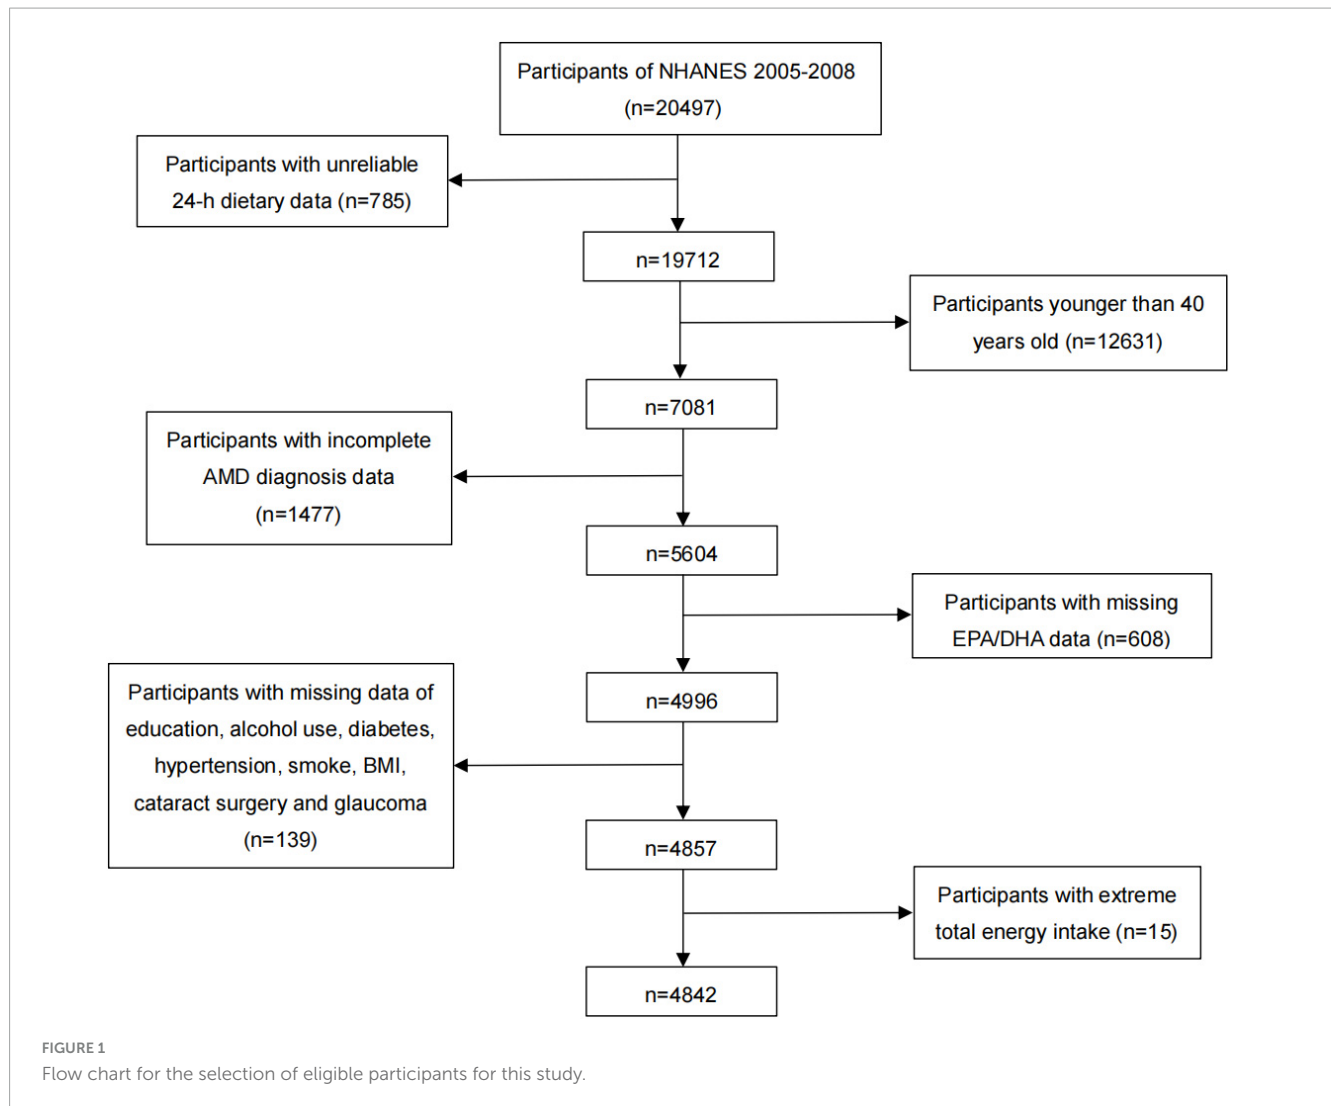 Participants of NHANES 2005-2008
(n=20497)
Participants with unreliable
24-h dietary data (n=785)
n=19712
Participants younger than 40
years old (n=12631)
n=7081
Participants with incomplete
AMD diagnosis data
(n=1477)
n=5604
Participants with missing
EPA/DHA data (n=608)
n=4996
Participants with missing data of
education, alcohol use, diabetes,
hypertension, smoke, BMI,
cataract surgery and glaucoma
(n=139)
n=4857
Participants with extreme
total energy intake (n=15)
n=4842
FIGURE 1
Flow chart for the selection of eligible participants for this study.